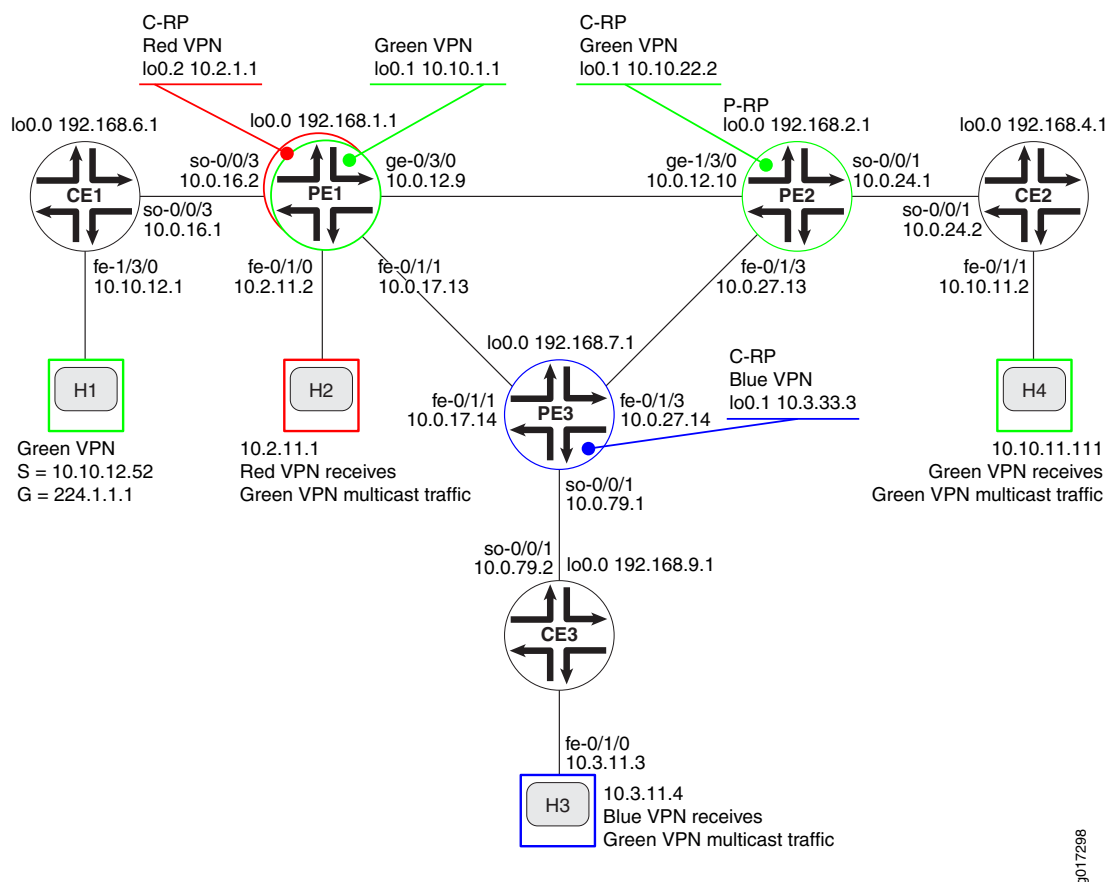 C-RP
Red VPN
lo0.2 10.2.1.1
Green VPN
lo0.1 10.10.1.1
C-RP
Green VPN
lo0.1 10.10.22.2
lo0.0 192.168.6.1
lo0.0 192.168.1.1
P-RP
lo0.0 192.168.2.1
lo0.0 192.168.4.1
so-0/0/3
10.0.16.2
ge-0/3/0
10.0.12.9
ge-1/3/0
10.0.12.10
so-0/0/1
10.0.24.1
CE1
PE1
PE2
CE2
so-0/0/3
10.0.16.1
so-0/0/1
10.0.24.2
fe-1/3/0
10.10.12.1
fe-0/1/0
10.2.11.2
fe-0/1/1
10.0.17.13
fe-0/1/3
10.0.27.13
fe-0/1/1
10.10.11.2
lo0.0 192.168.7.1
C-RP
Blue VPN
lo0.1 10.3.33.3
H1
H2
H4
fe-0/1/1
10.0.17.14
PE3
fe-0/1/3
10.0.27.14
Green VPN
S = 10.10.12.52
G = 224.1.1.1
10.2.11.1
Red VPN receives
Green VPN multicast traffic
10.10.11.111
Green VPN receives
Green VPN multicast traffic
so-0/0/1
10.0.79.1
so-0/0/1
10.0.79.2
lo0.0 192.168.9.1
CE3
fe-0/1/0
10.3.11.3
H3
10.3.11.4
Blue VPN receives
Green VPN multicast traffic
g017298